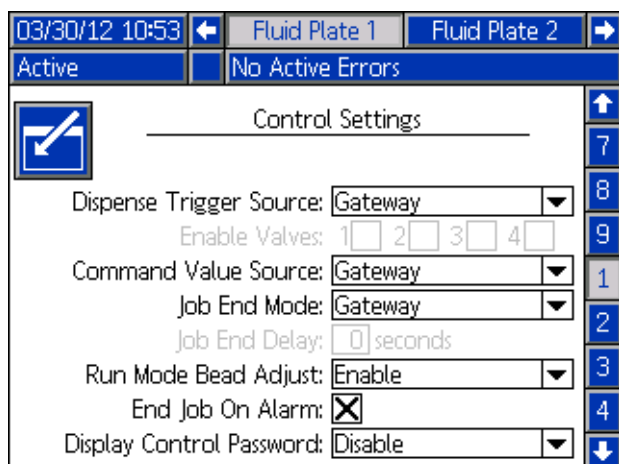 03/30/12 10:53 Fluid Plate 1 Fluid Plate 2
Active No Active Errors
Control Settings
7
Dispense Trigger Source: Gateway 8
Enable Valves: 1 2 3 4 9
Command Value Source: Gateway 1
Job End Mode: Gateway
Job End Delay: 0 seconds 2
Run Mode Bead Adjust: Enable 3
End Job On Alarm: 4
Display Control Password: Disable